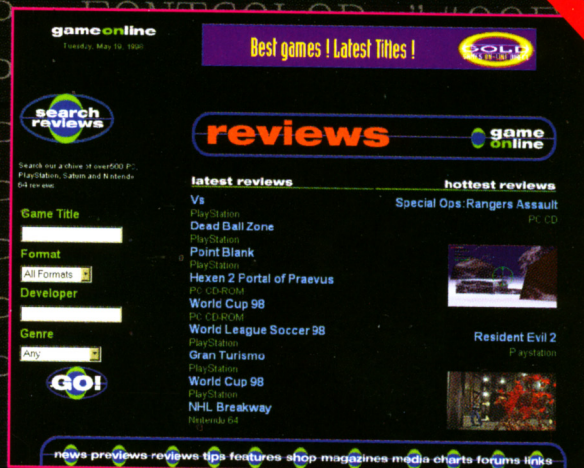 FONTCOLOR
gameonline
Tuesday, May 19, 1998
Best games ! Latest Titles !
GOLD
search
reviews
reviews
game
online
Search our archive of over 500 PC,
PlayStation, Saturn and Nintendo
64 reviews
Game Title
Format
All Formats
Developer
Genre
Any
GO!
latest reviews
Vs
PlayStation
Dead Ball Zone
PlayStation
Point Blank
PlayStation
Hexen 2 Portal of Praevus
PC CD-ROM
World Cup 98
PC CD-ROM
World League Soccer 98
PlayStation
Gran Turismo
PlayStation
World Cup 98
PlayStation
NHL Breakway
Nintendo 64
hottest reviews
Special Ops:Rangers Assault
PC CD
Resident Evil 2
Playstation
news previews reviews tips features shop magazines media charts forums links